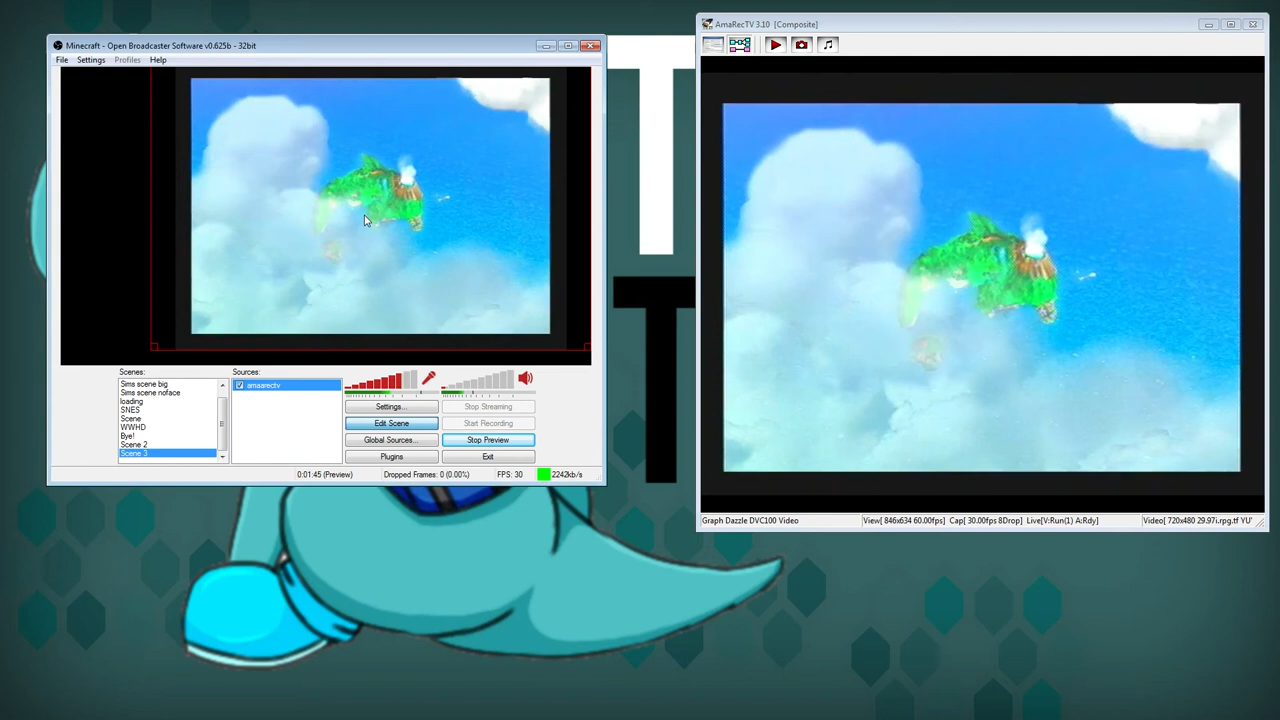 Minecraft - Open Broadcaster Software v0.625b - 32bit
File Settings Profiles Help
Scenes:
Sources:
Sims scene big
Sims scene noface
loading
SNES
Scene
WWHD
Bye!
Scene 2
Scene 3
amaarectv
Settings...
Stop Streaming
Edit Scene
Start Recording
Global Sources...
Stop Preview
Plugins
Exit
0:01:45 (Preview) Dropped Frames: 0 (0.00%) FPS: 30 2242kb/s
AmaRecTV 3.10 [Composite]
Graph Dazzle DVC100 Video View[ 846x634 60.00fps] Cap[ 30.00fps 8Drop] Live[V:Run(1) A:Rdy] Video[ 720x480 29.97i.rpg.tf YU'
T
T